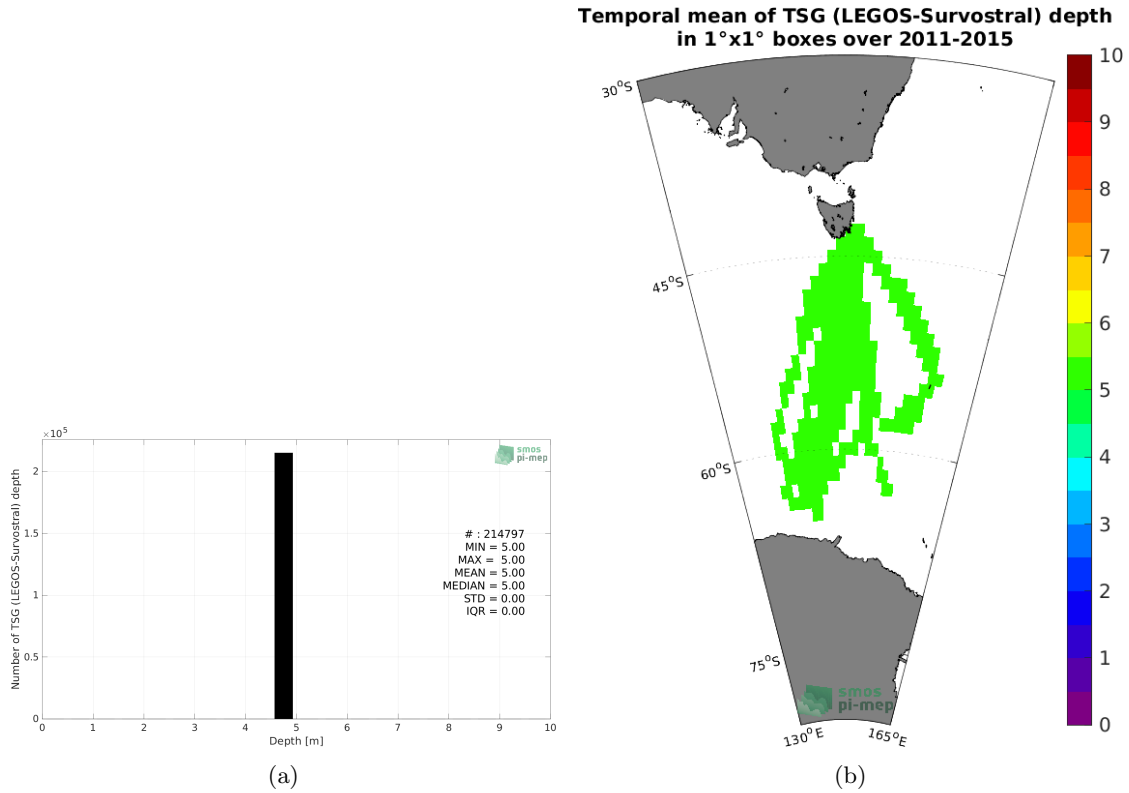 ×10⁵
2
1.5
1
0.5
0
Number of TSG (LEGOS-Survostral) depth
smos
pi-mep
# : 214797
MIN = 5.00
MAX = 5.00
MEAN = 5.00
MEDIAN = 5.00
STD = 0.00
IQR = 0.00
0 1 2 3 4 5 6 7 8 9 10
Depth [m]
(a)
Temporal mean of TSG (LEGOS-Survostral) depth
in 1°x1° boxes over 2011-2015
30°S
45°S
60°S
75°S
130°E
165°E
smos
pi-mep
10
9
8
7
6
5
4
3
2
1
0
(b)